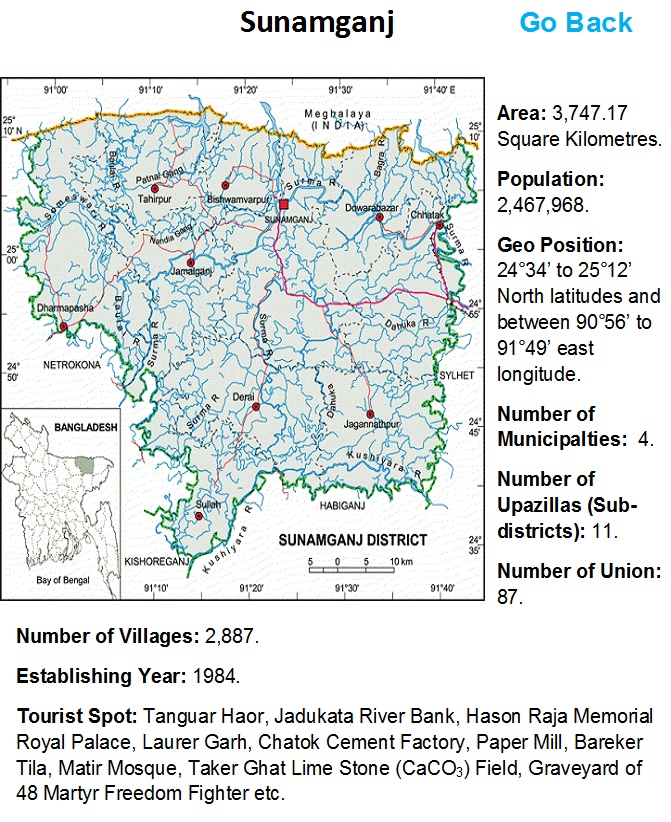 Sunamganj
Go Back
91°00'
91°10'
91°20'
91°30'
91°40' E
25°
10' N
25°
10'
Meghalaya
(INDIA)
Patnai Gang
Tahirpur
Bishwamvarpur
Surma R
SUNAMGANJ
Bagra R
Dowarabazar
Chhatak
Surma R
Someswari R
Nandia Gang
Jamalganj
25°
00'
Dharmapasha
Baulai
Surma R
Surma R
Dahuka R
24°
55'
NETROKONA
24°
50'
SYLHET
Derai
Surma R
Dahuka
Jagannathpur
24°
45'
BANGLADESH
Kushiyara R
Sullah
HABIGANJ
Kushiyara R
KISHOREGANJ
SUNAMGANJ DISTRICT
24°
35'
5 0 5 10 km
Bay of Bengal
91°10'
91°20'
91°30'
91°40'
Area: 3,747.17
Square Kilometres.
Population:
2,467,968.
Geo Position:
24°34’ to 25°12’
North latitudes and
between 90°56’ to
91°49’ east
longitude.
Number of
Municipalties: 4.
Number of
Upazillas (Sub-
districts): 11.
Number of Union:
87.
Number of Villages: 2,887.
Establishing Year: 1984.
Tourist Spot: Tanguar Haor, Jadukata River Bank, Hason Raja Memorial
Royal Palace, Laurer Garh, Chatok Cement Factory, Paper Mill, Bareker
Tila, Matir Mosque, Taker Ghat Lime Stone (CaCO₃) Field, Graveyard of
48 Martyr Freedom Fighter etc.